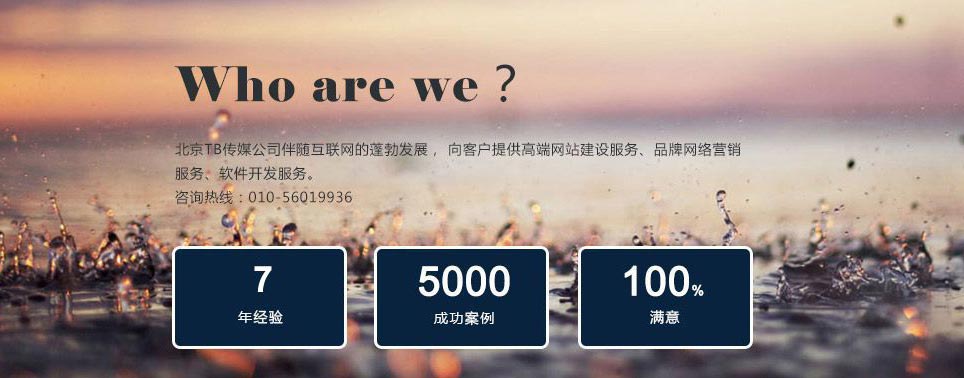 Who are we？
北京TB传媒公司伴随互联网的蓬勃发展， 向客户提供高端网站建设服务、品牌网络营销
服务、软件开发服务。
咨询热线：010-56019936
7
年经验
5000
成功案例
100%
满意